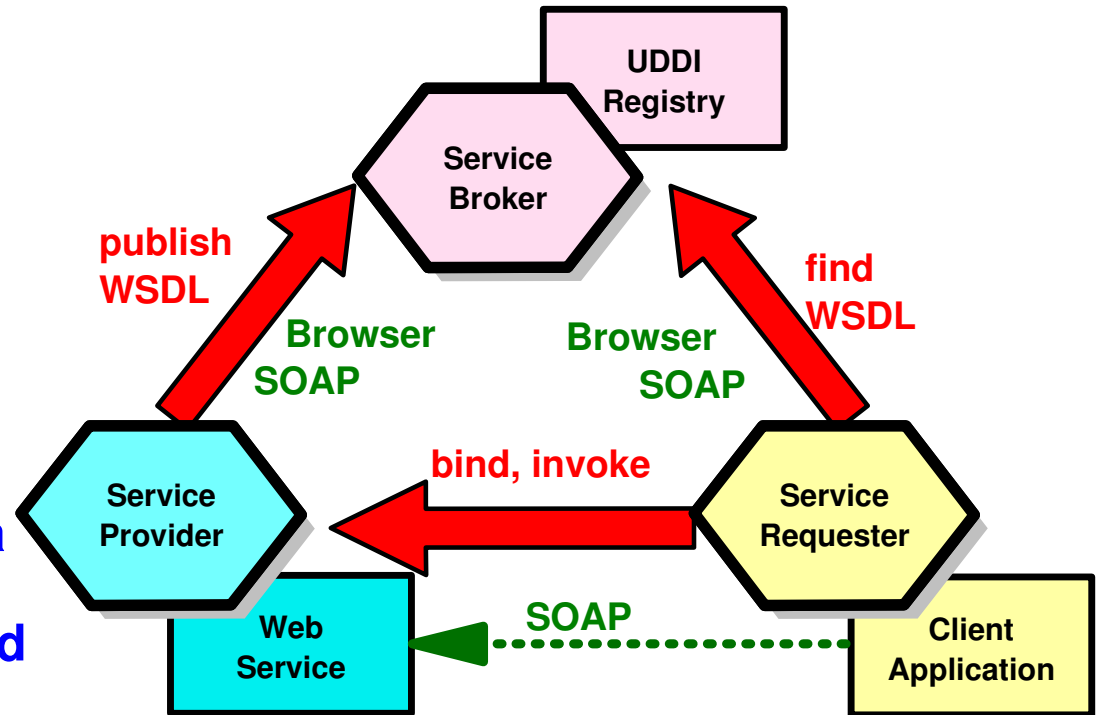 UDDI
Registry
Service
Broker
publish
WSDL
find
WSDL
Browser
SOAP
Browser
SOAP
bind, invoke
Service
Provider
Service
Requester
a
SOAP
Web
Service
Client
Application
d